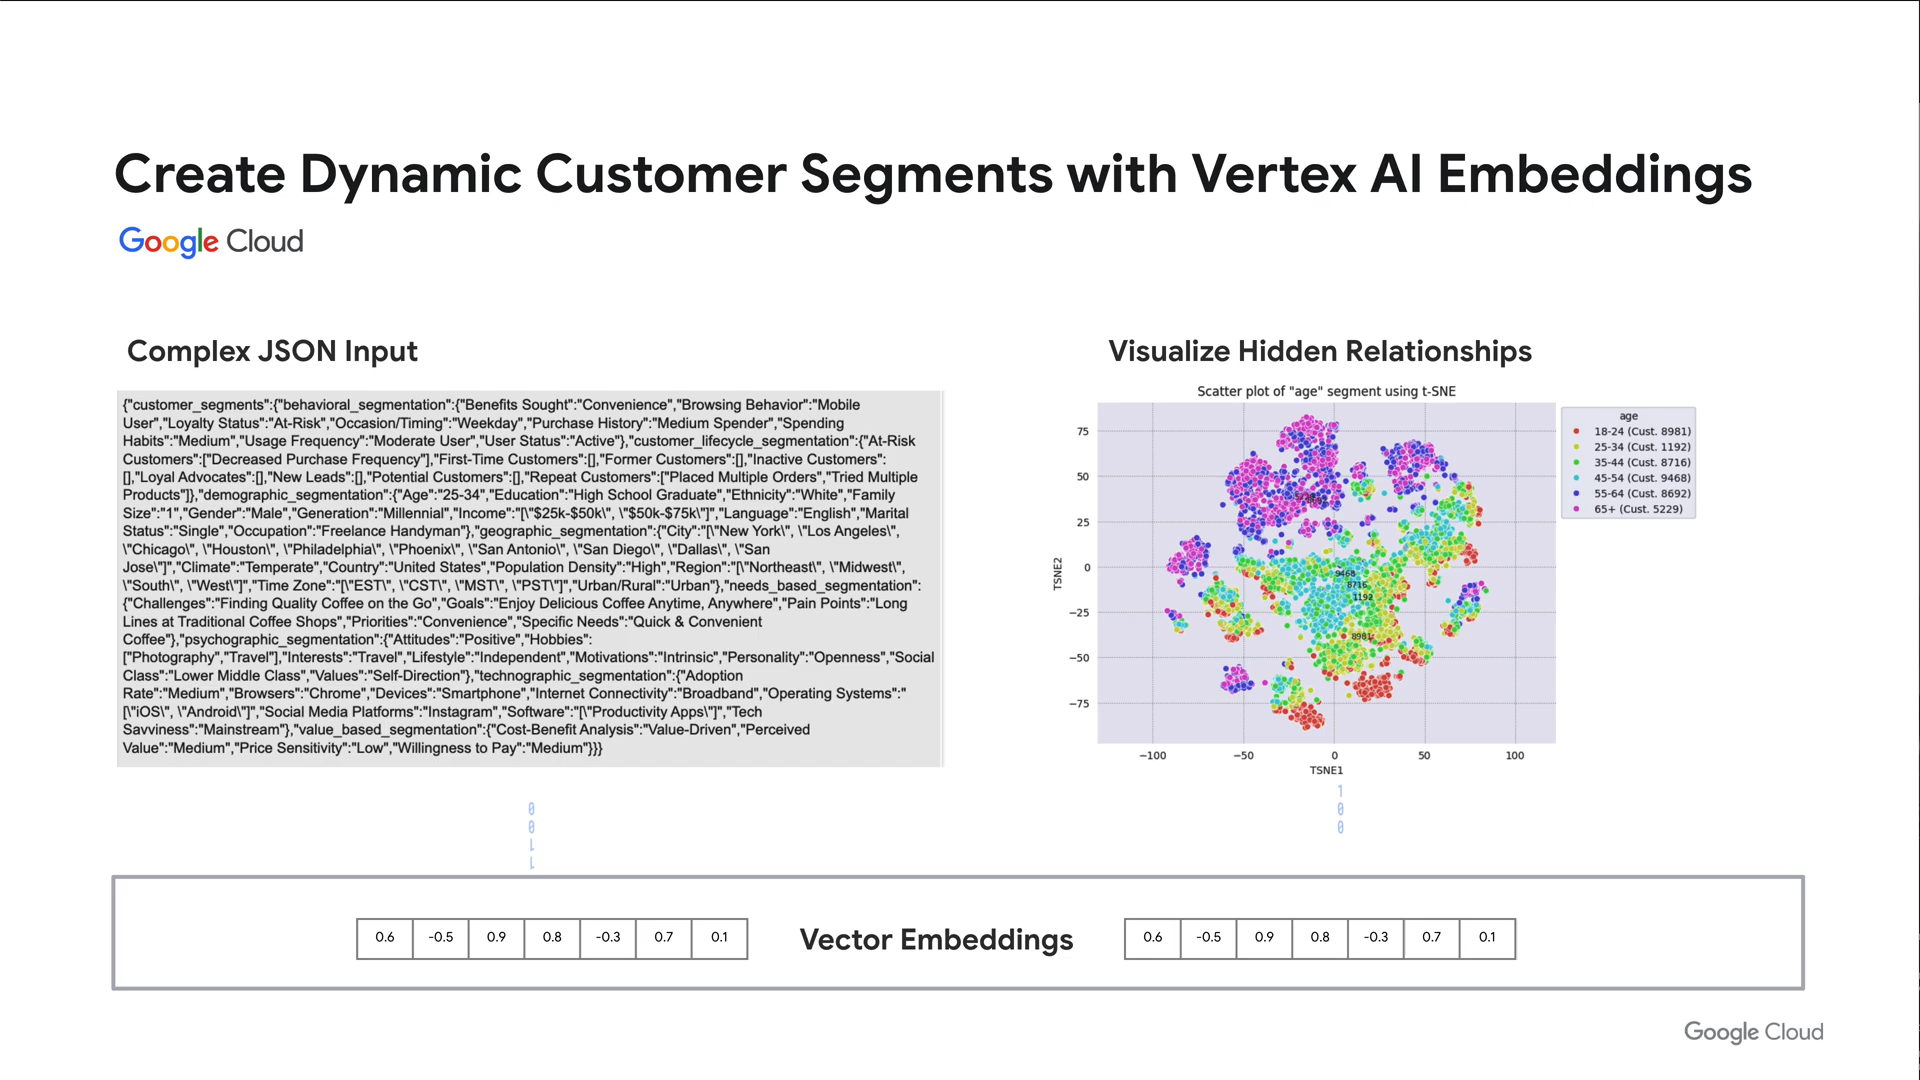 Create Dynamic Customer Segments with Vertex AI Embeddings
Google Cloud
Complex JSON Input
{"customer_segments":{"behavioral_segmentation":{"Benefits Sought":"Convenience","Browsing Behavior":"Mobile
User","Loyalty Status":"At-Risk","Occasion/Timing":"Weekday","Purchase History":"Medium Spender","Spending
Habits":"Medium","Usage Frequency":"Moderate User","User Status":"Active"},"customer_lifecycle_segmentation":{"At-Risk
Customers":["Decreased Purchase Frequency"],"First-Time Customers":[],"Former Customers":[],"Inactive Customers":
[],"Loyal Advocates":[],"New Leads":[],"Potential Customers":[],"Repeat Customers":["Placed Multiple Orders","Tried Multiple
Products"]},"demographic_segmentation":{"Age":"25-34","Education":"High School Graduate","Ethnicity":"White","Family
Size":"1","Gender":"Male","Generation":"Millennial","Income":"[\"$25k-$50k\", \"$50k-$75k\"]","Language":"English","Marital
Status":"Single","Occupation":"Freelance Handyman"},"geographic_segmentation":{"City":"[\"New York\", \"Los Angeles\",
\"Chicago\", \"Houston\", \"Philadelphia\", \"Phoenix\", \"San Antonio\", \"San Diego\", \"Dallas\", \"San
Jose\"]","Climate":"Temperate","Country":"United States","Population Density":"High","Region":"[\"Northeast\", \"Midwest\",
\"South\", \"West\"]","Time Zone":"[\"EST\", \"CST\", \"MST\", \"PST\"]","Urban/Rural":"Urban"},"needs_based_segmentation":
{"Challenges":"Finding Quality Coffee on the Go","Goals":"Enjoy Delicious Coffee Anytime, Anywhere","Pain Points":"Long
Lines at Traditional Coffee Shops","Priorities":"Convenience","Specific Needs":"Quick & Convenient
Coffee"},"psychographic_segmentation":{"Attitudes":"Positive","Hobbies":
["Photography","Travel"],"Interests":"Travel","Lifestyle":"Independent","Motivations":"Intrinsic","Personality":"Openness","Social
Class":"Lower Middle Class","Values":"Self-Direction"},"technographic_segmentation":{"Adoption
Rate":"Medium","Browsers":"Chrome","Devices":"Smartphone","Internet Connectivity":"Broadband","Operating Systems":"
[\"iOS\", \"Android\"]","Social Media Platforms":"Instagram","Software":"[\"Productivity Apps\"]","Tech
Savviness":"Mainstream"},"value_based_segmentation":{"Cost-Benefit Analysis":"Value-Driven","Perceived
Value":"Medium","Price Sensitivity":"Low","Willingness to Pay":"Medium"}}}
Visualize Hidden Relationships
Scatter plot of "age" segment using t-SNE
75
50
25
0
−25
−50
−75
TSNE2
9468
8716
1192
8981
−100 −50 0 50 100
TSNE1
age
18-24 (Cust. 8981)
25-34 (Cust. 1192)
35-44 (Cust. 8716)
45-54 (Cust. 9468)
55-64 (Cust. 8692)
65+ (Cust. 5229)
0
0
1
1
1
0
0
0.6 -0.5 0.9 0.8 -0.3 0.7 0.1
Vector Embeddings
0.6 -0.5 0.9 0.8 -0.3 0.7 0.1
Google Cloud